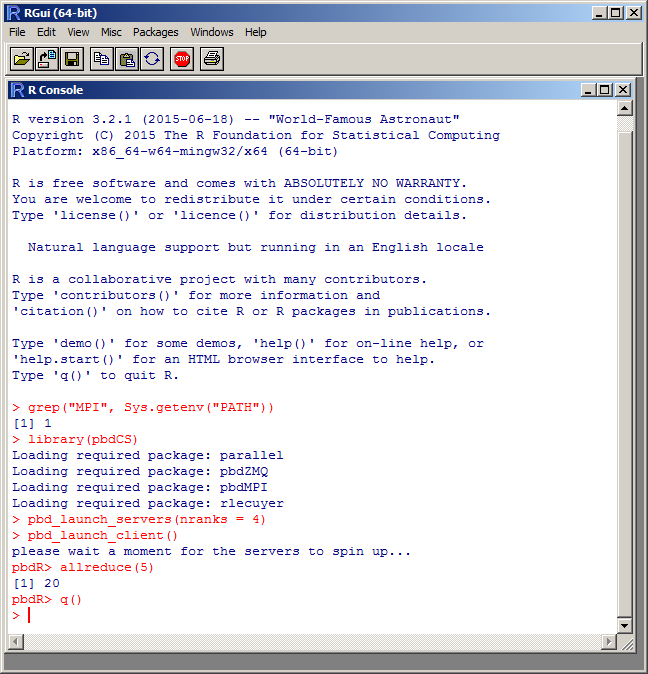 RGui (64-bit)
File Edit View Misc Packages Windows Help
STOP
R Console
R version 3.2.1 (2015-06-18) -- "World-Famous Astronaut"
Copyright (C) 2015 The R Foundation for Statistical Computing
Platform: x86_64-w64-mingw32/x64 (64-bit)
R is free software and comes with ABSOLUTELY NO WARRANTY.
You are welcome to redistribute it under certain conditions.
Type 'license()' or 'licence()' for distribution details.
Natural language support but running in an English locale
R is a collaborative project with many contributors.
Type 'contributors()' for more information and
'citation()' on how to cite R or R packages in publications.
Type 'demo()' for some demos, 'help()' for on-line help, or
'help.start()' for an HTML browser interface to help.
Type 'q()' to quit R.
> grep("MPI", Sys.getenv("PATH"))
[1] 1
> library(pbdCS)
Loading required package: parallel
Loading required package: pbdZMQ
Loading required package: pbdMPI
Loading required package: rlecuyer
> pbd_launch_servers(nranks = 4)
> pbd_launch_client()
please wait a moment for the servers to spin up...
pbdR> allreduce(5)
[1] 20
pbdR> q()
>